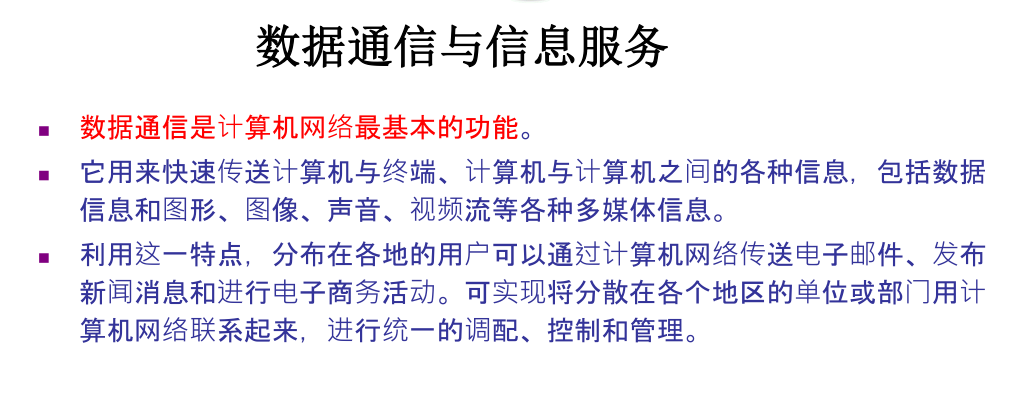 数据通信与信息服务
数据通信是计算机网络最基本的功能。
它用来快速传送计算机与终端、计算机与计算机之间的各种信息，包括数据
信息和图形、图像、声音、视频流等各种多媒体信息。
利用这一特点，分布在各地的用户可以通过计算机网络传送电子邮件、发布
新闻消息和进行电子商务活动。可实现将分散在各个地区的单位或部门用计
算机网络联系起来，进行统一的调配、控制和管理。